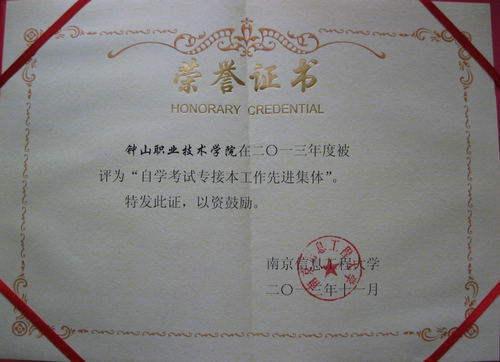 荣誉证书
HONORARY CREDENTIAL
钟山职业技术学院在二〇一三年度被
评为“自学考试专接本工作先进集体”。
特发此证，以资鼓励。
南京信息工程大学
二〇一三年十一月